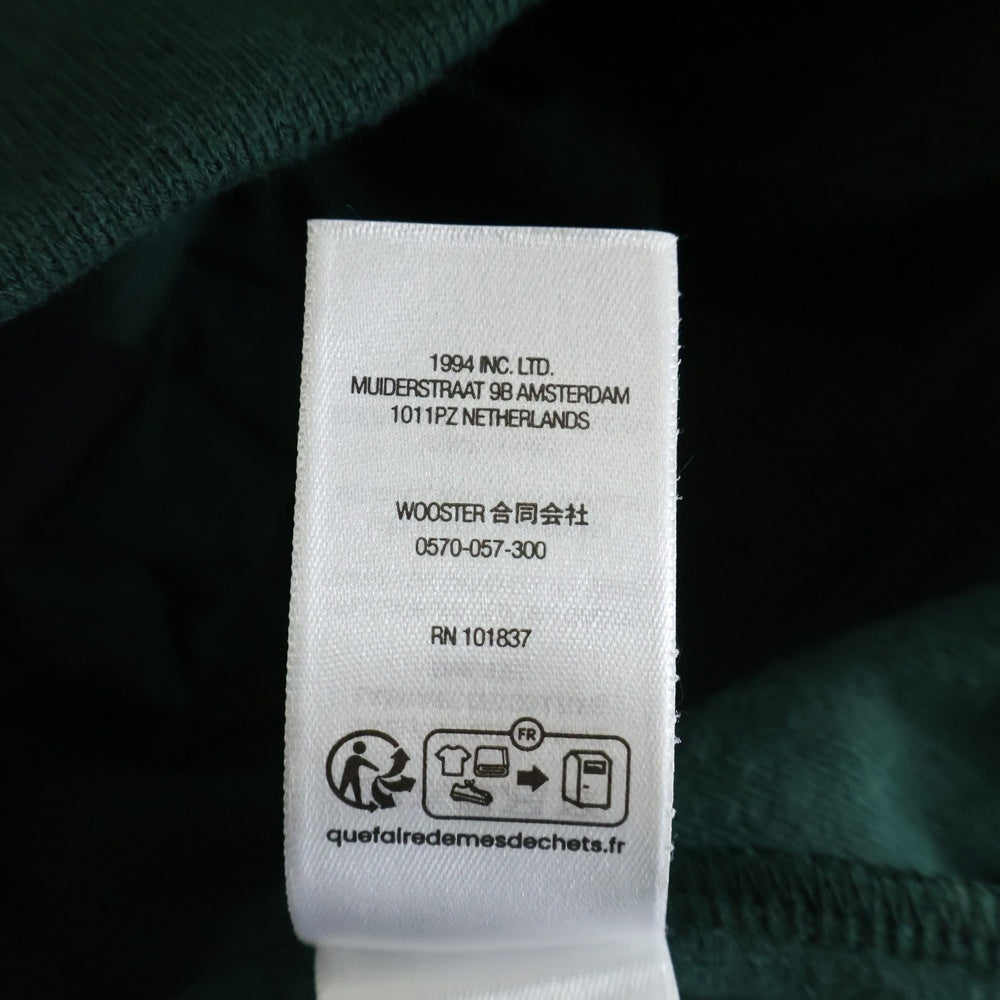 1994 INC. LTD.
MUIDERSTRAAT 9B AMSTERDAM
1011PZ NETHERLANDS
WOOSTER 合同会社
0570-057-300
RN 101837
FR
quefairedemesdechets.fr